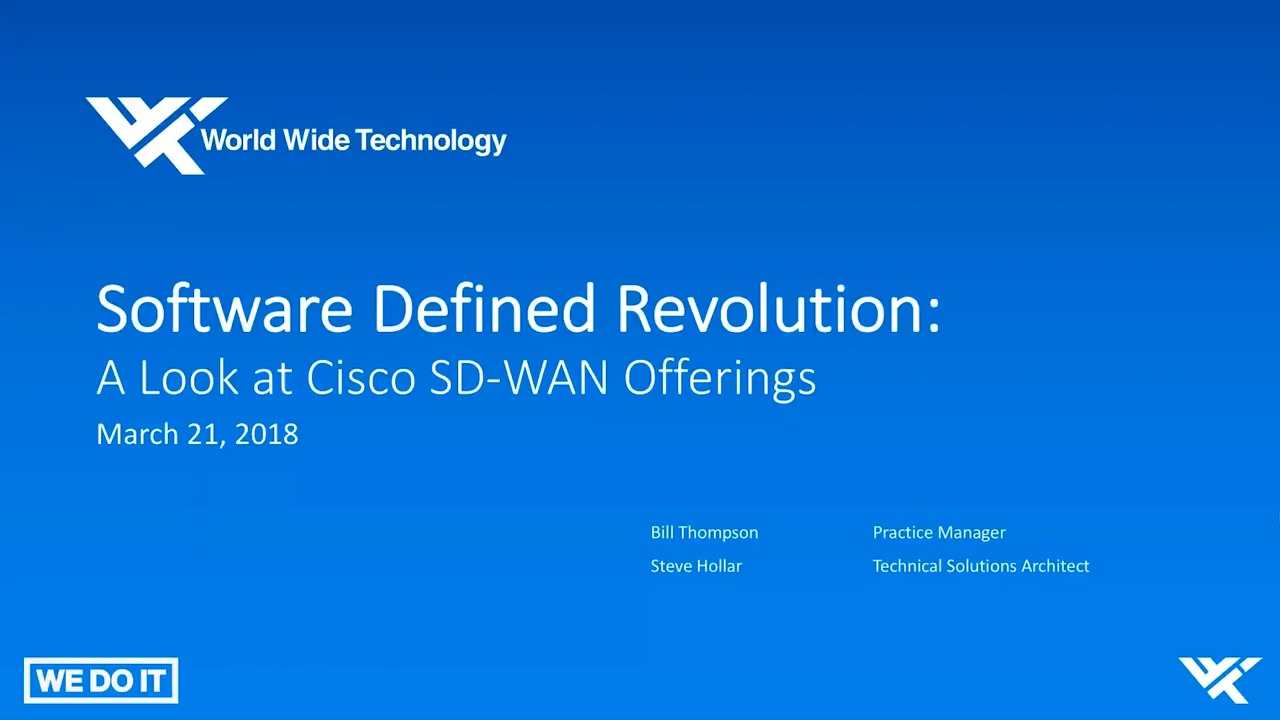 World Wide Technology
Software Defined Revolution:
A Look at Cisco SD-WAN Offerings
March 21, 2018
Bill Thompson Practice Manager
Steve Hollar Technical Solutions Architect
WE DO IT